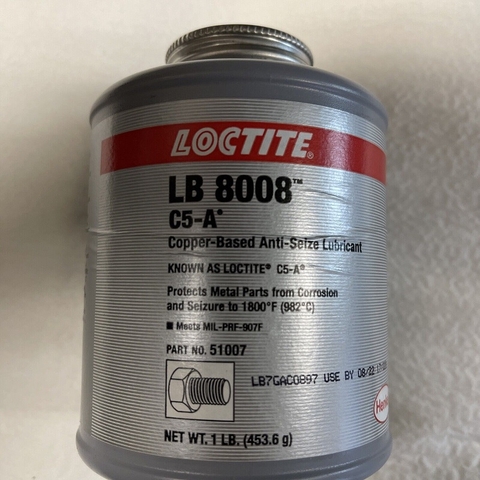 LOCTITE®
LB 8008™
C5-A®
Copper-Based Anti-Seize Lubricant
KNOWN AS LOCTITE® C5-A®
Protects Metal Parts from Corrosion
and Seizure to 1800°F (982°C)
■ Meets MIL-PRF-907F
PART NO. 51007
LB7GAC0897 USE BY 08/22
NET WT. 1 LB. (453.6 g)